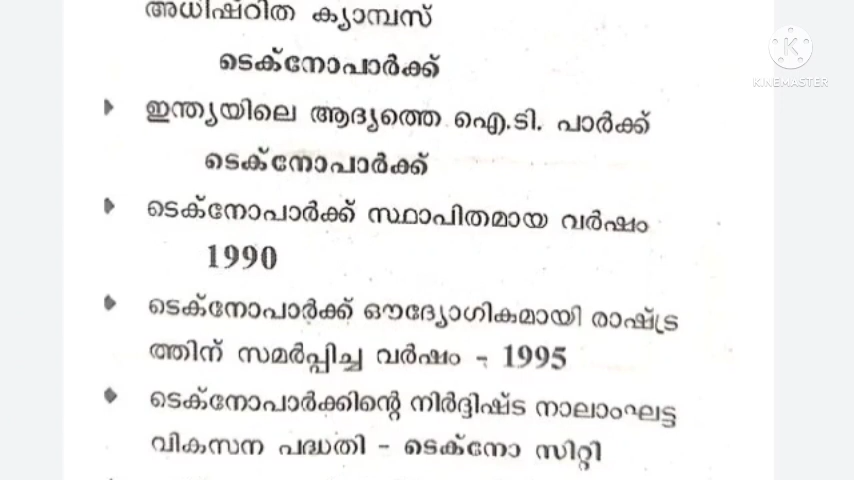 അധിഷ്ഠിത ക്യാമ്പസ്
ടെക്നോപാർക്ക്
ഇന്ത്യയിലെ ആദ്യത്തെ ഐ.ടി. പാർക്ക്
ടെക്നോപാർക്ക്
ടെക്നോപാർക്ക് സ്ഥാപിതമായ വർഷം
1990
ടെക്നോപാർക്ക് ഔദ്യോഗികമായി രാഷ്ട്ര
ത്തിന് സമർപ്പിച്ച വർഷം - 1995
ടെക്നോപാർക്കിന്റെ നിർദ്ദിഷ്ട നാലാംഘട്ട
വികസന പദ്ധതി - ടെക്നോ സിറ്റി
KINEMASTER